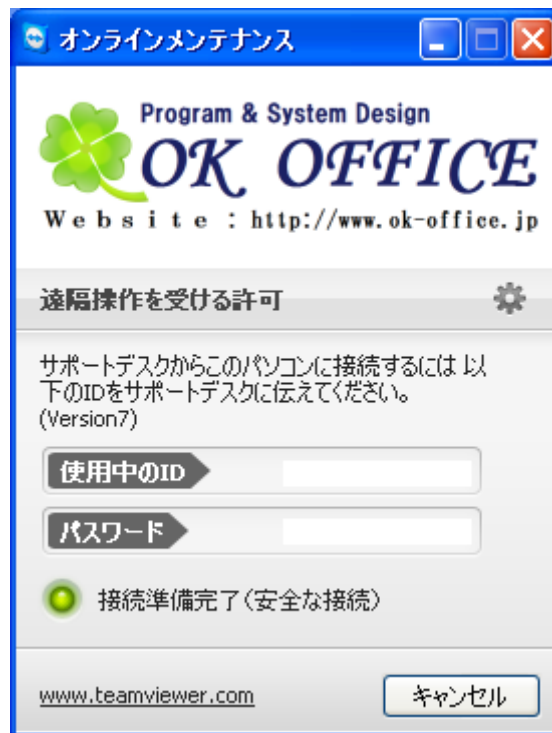 オンラインメンテナンス
Program & System Design
OK OFFICE
Website : http://www.ok-office.jp
遠隔操作を受ける許可
サポートデスクからこのパソコンに接続するには 以
下のIDをサポートデスクに伝えてください。
(Version7)
使用中のID
パスワード
接続準備完了(安全な接続)
www.teamviewer.com
キャンセル